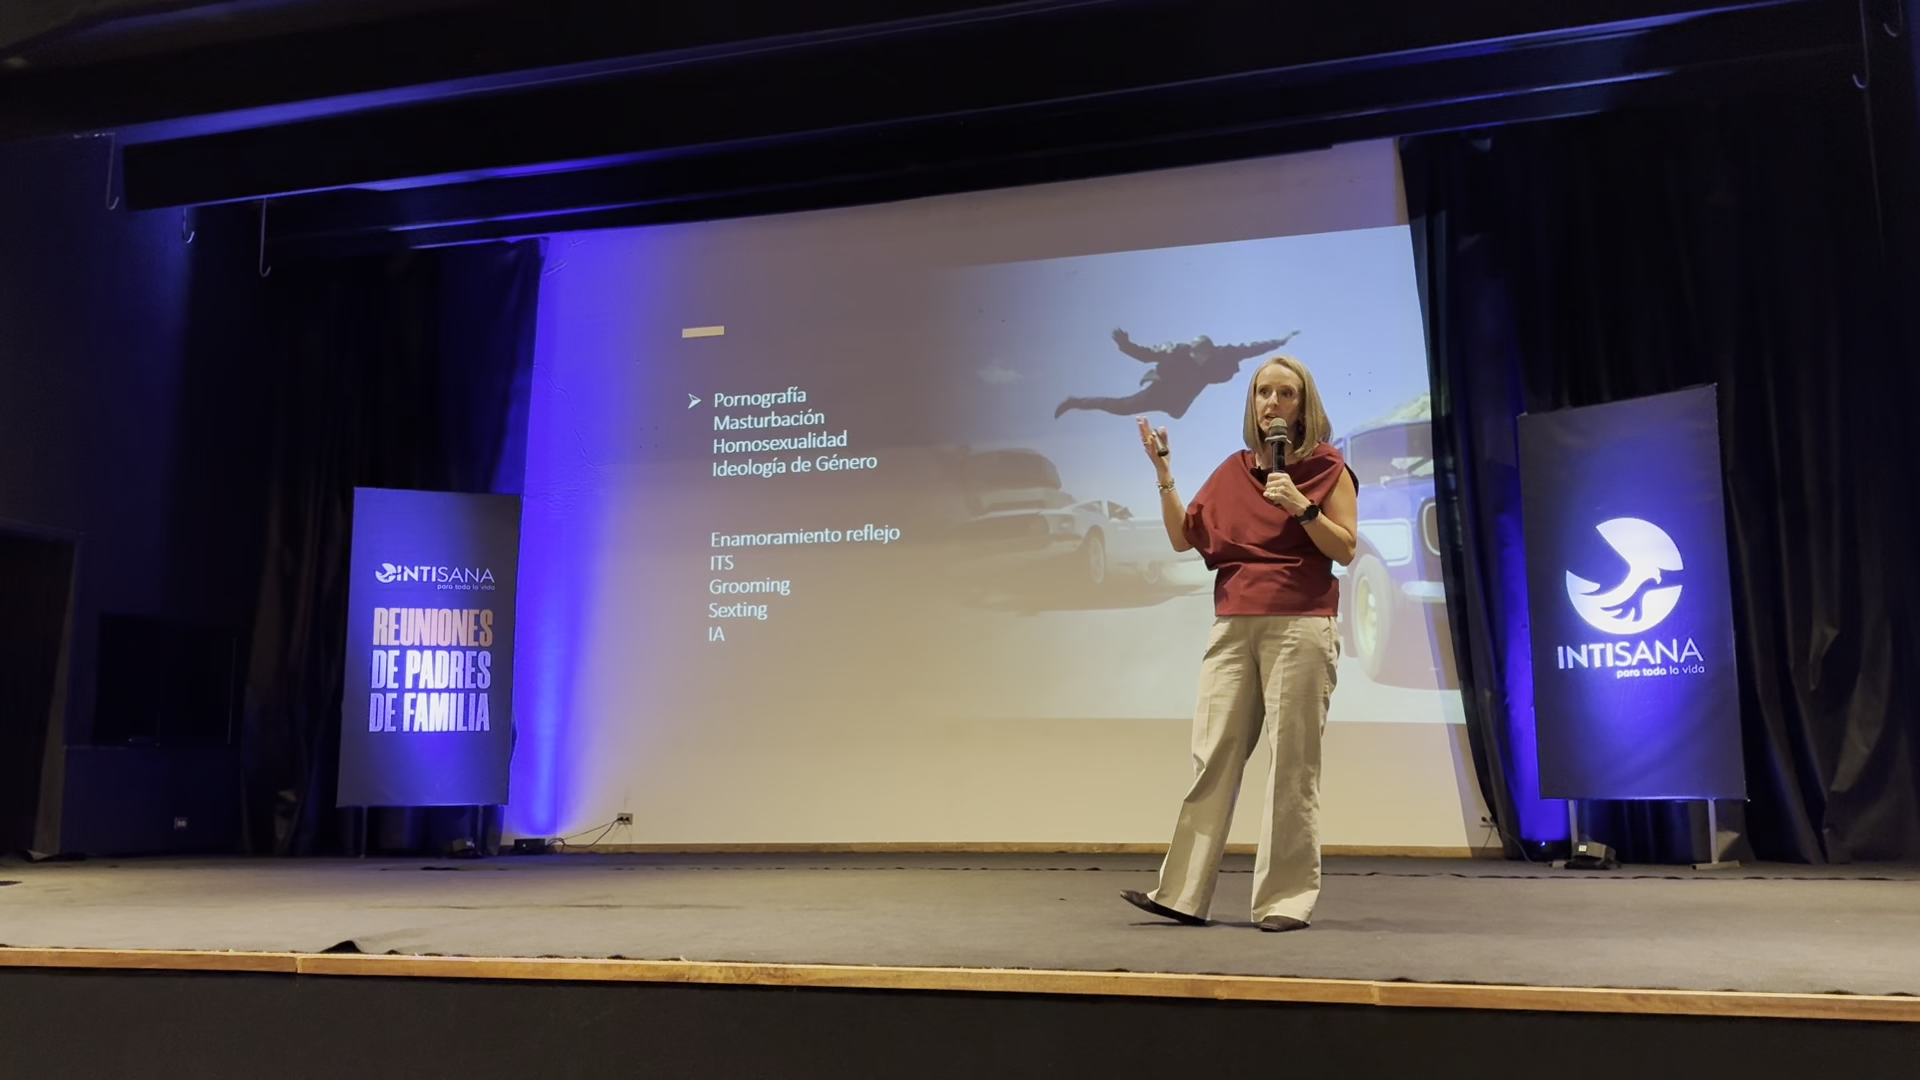 INTISANA
para toda la vida
REUNIONES
DE PADRES
DE FAMILIA
➢ Pornografía
Masturbación
Homosexualidad
Ideología de Género
Enamoramiento reflejo
ITS
Grooming
Sexting
IA
INTISANA
para toda la vida